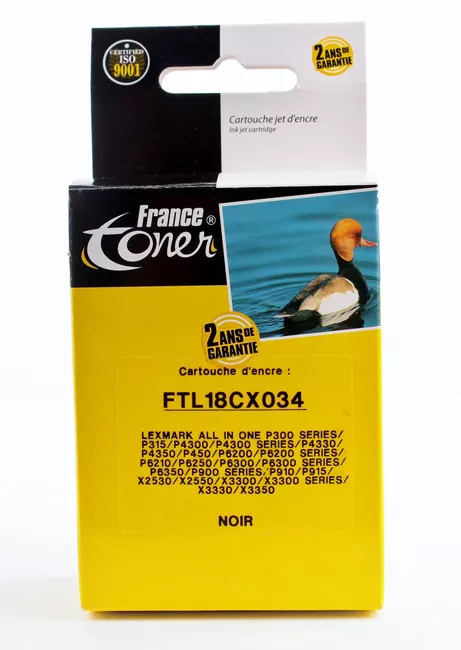 CERTIFIED
ISO
9001
2 ANS DE
GARANTIE
Cartouche jet d'encre
Ink jet cartridge
France ®
Toner
2 ANS DE
GARANTIE
Cartouche d'encre :
FTL18CX034
LEXMARK ALL IN ONE P300 SERIES/
P315/P4300/P4300 SERIES/P4330/
P4350/P450/P6200/P6200 SERIES/
P6210/P6250/P6300/P6300 SERIES/
P6350/P900 SERIES/P910/P915/
X2530/X2550/X3300/X3300 SERIES/
X3330/X3350
NOIR